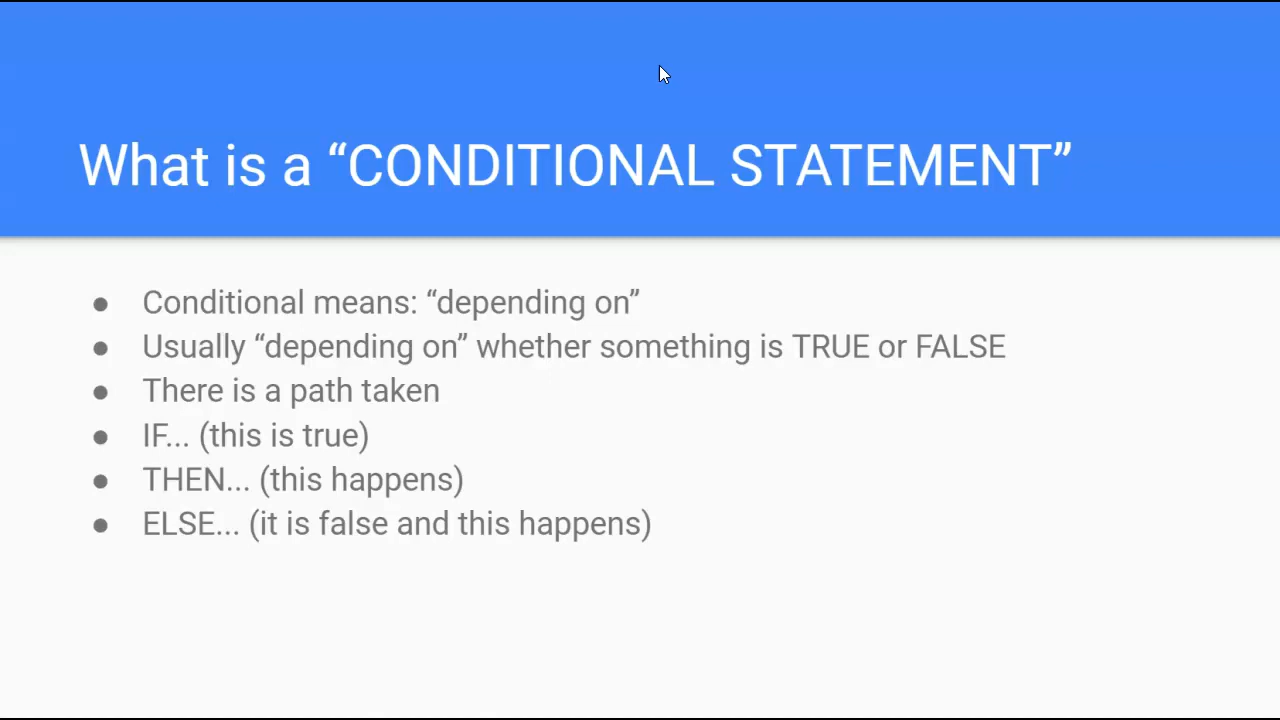 What is a “CONDITIONAL STATEMENT”
● Conditional means: “depending on”
● Usually “depending on” whether something is TRUE or FALSE
● There is a path taken
● IF... (this is true)
● THEN... (this happens)
● ELSE... (it is false and this happens)